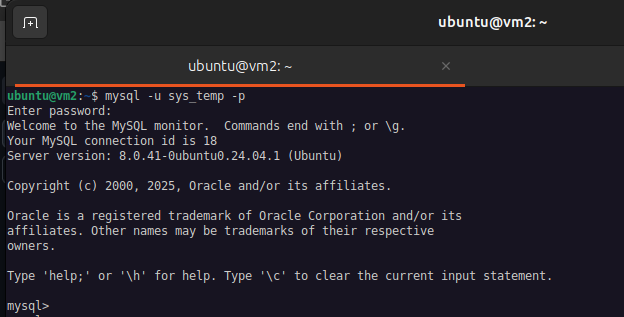 ubuntu@vm2: ~
ubuntu@vm2: ~
ubuntu@vm2:~$ mysql -u sys_temp -p
Enter password:
Welcome to the MySQL monitor.  Commands end with ; or \g.
Your MySQL connection id is 18
Server version: 8.0.41-0ubuntu0.24.04.1 (Ubuntu)
Copyright (c) 2000, 2025, Oracle and/or its affiliates.
Oracle is a registered trademark of Oracle Corporation and/or its
affiliates. Other names may be trademarks of their respective
owners.
Type 'help;' or '\h' for help. Type '\c' to clear the current input statement.
mysql>